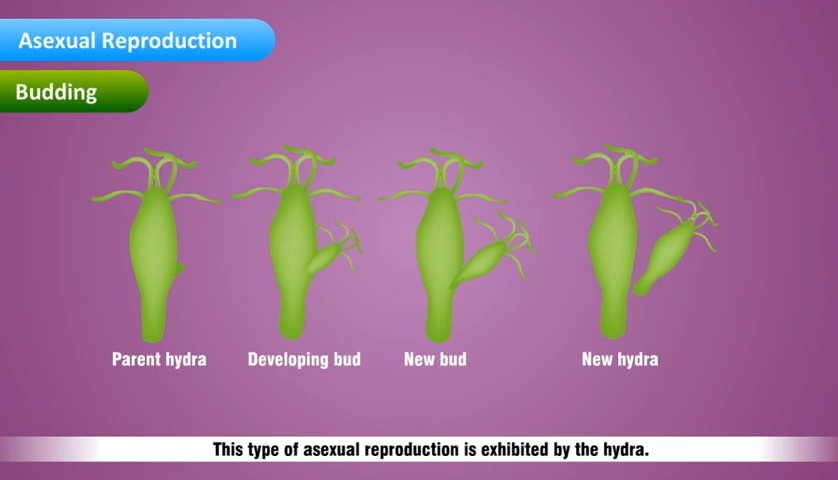 Asexual Reproduction
Budding
Parent hydra
Developing bud
New bud
New hydra
This type of asexual reproduction is exhibited by the hydra.